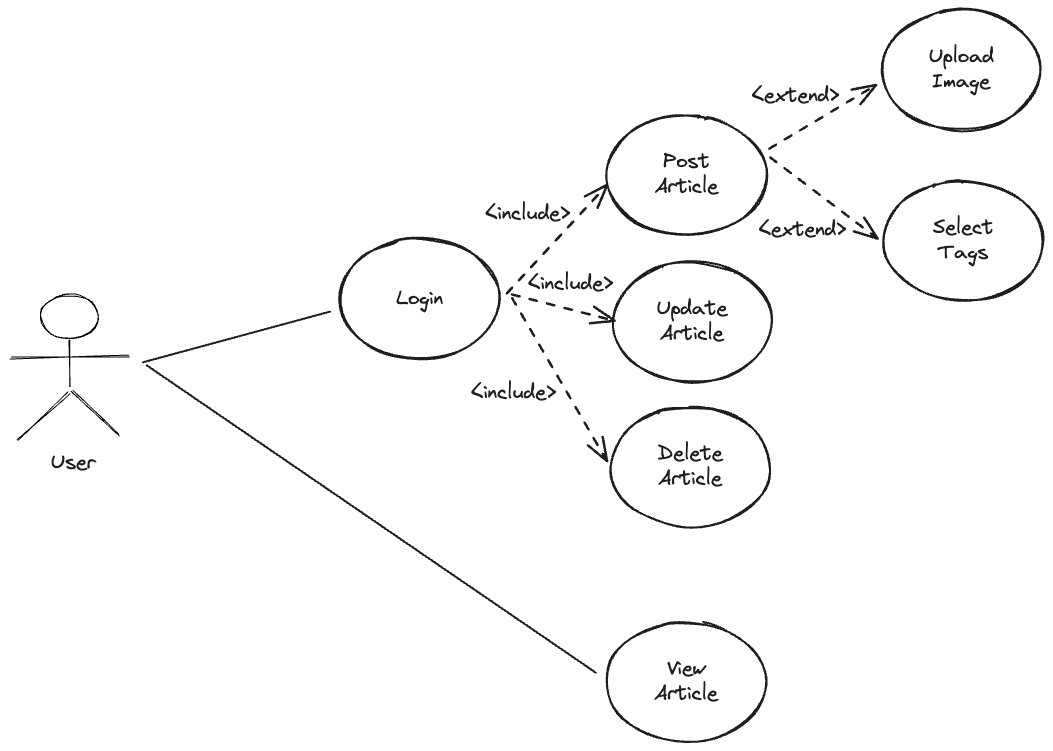 Upload
Image
<extend>
Post
Article
<include>
<extend>
Select
Tags
<include>
Login
Update
Article
<include>
Delete
Article
User
View
Article